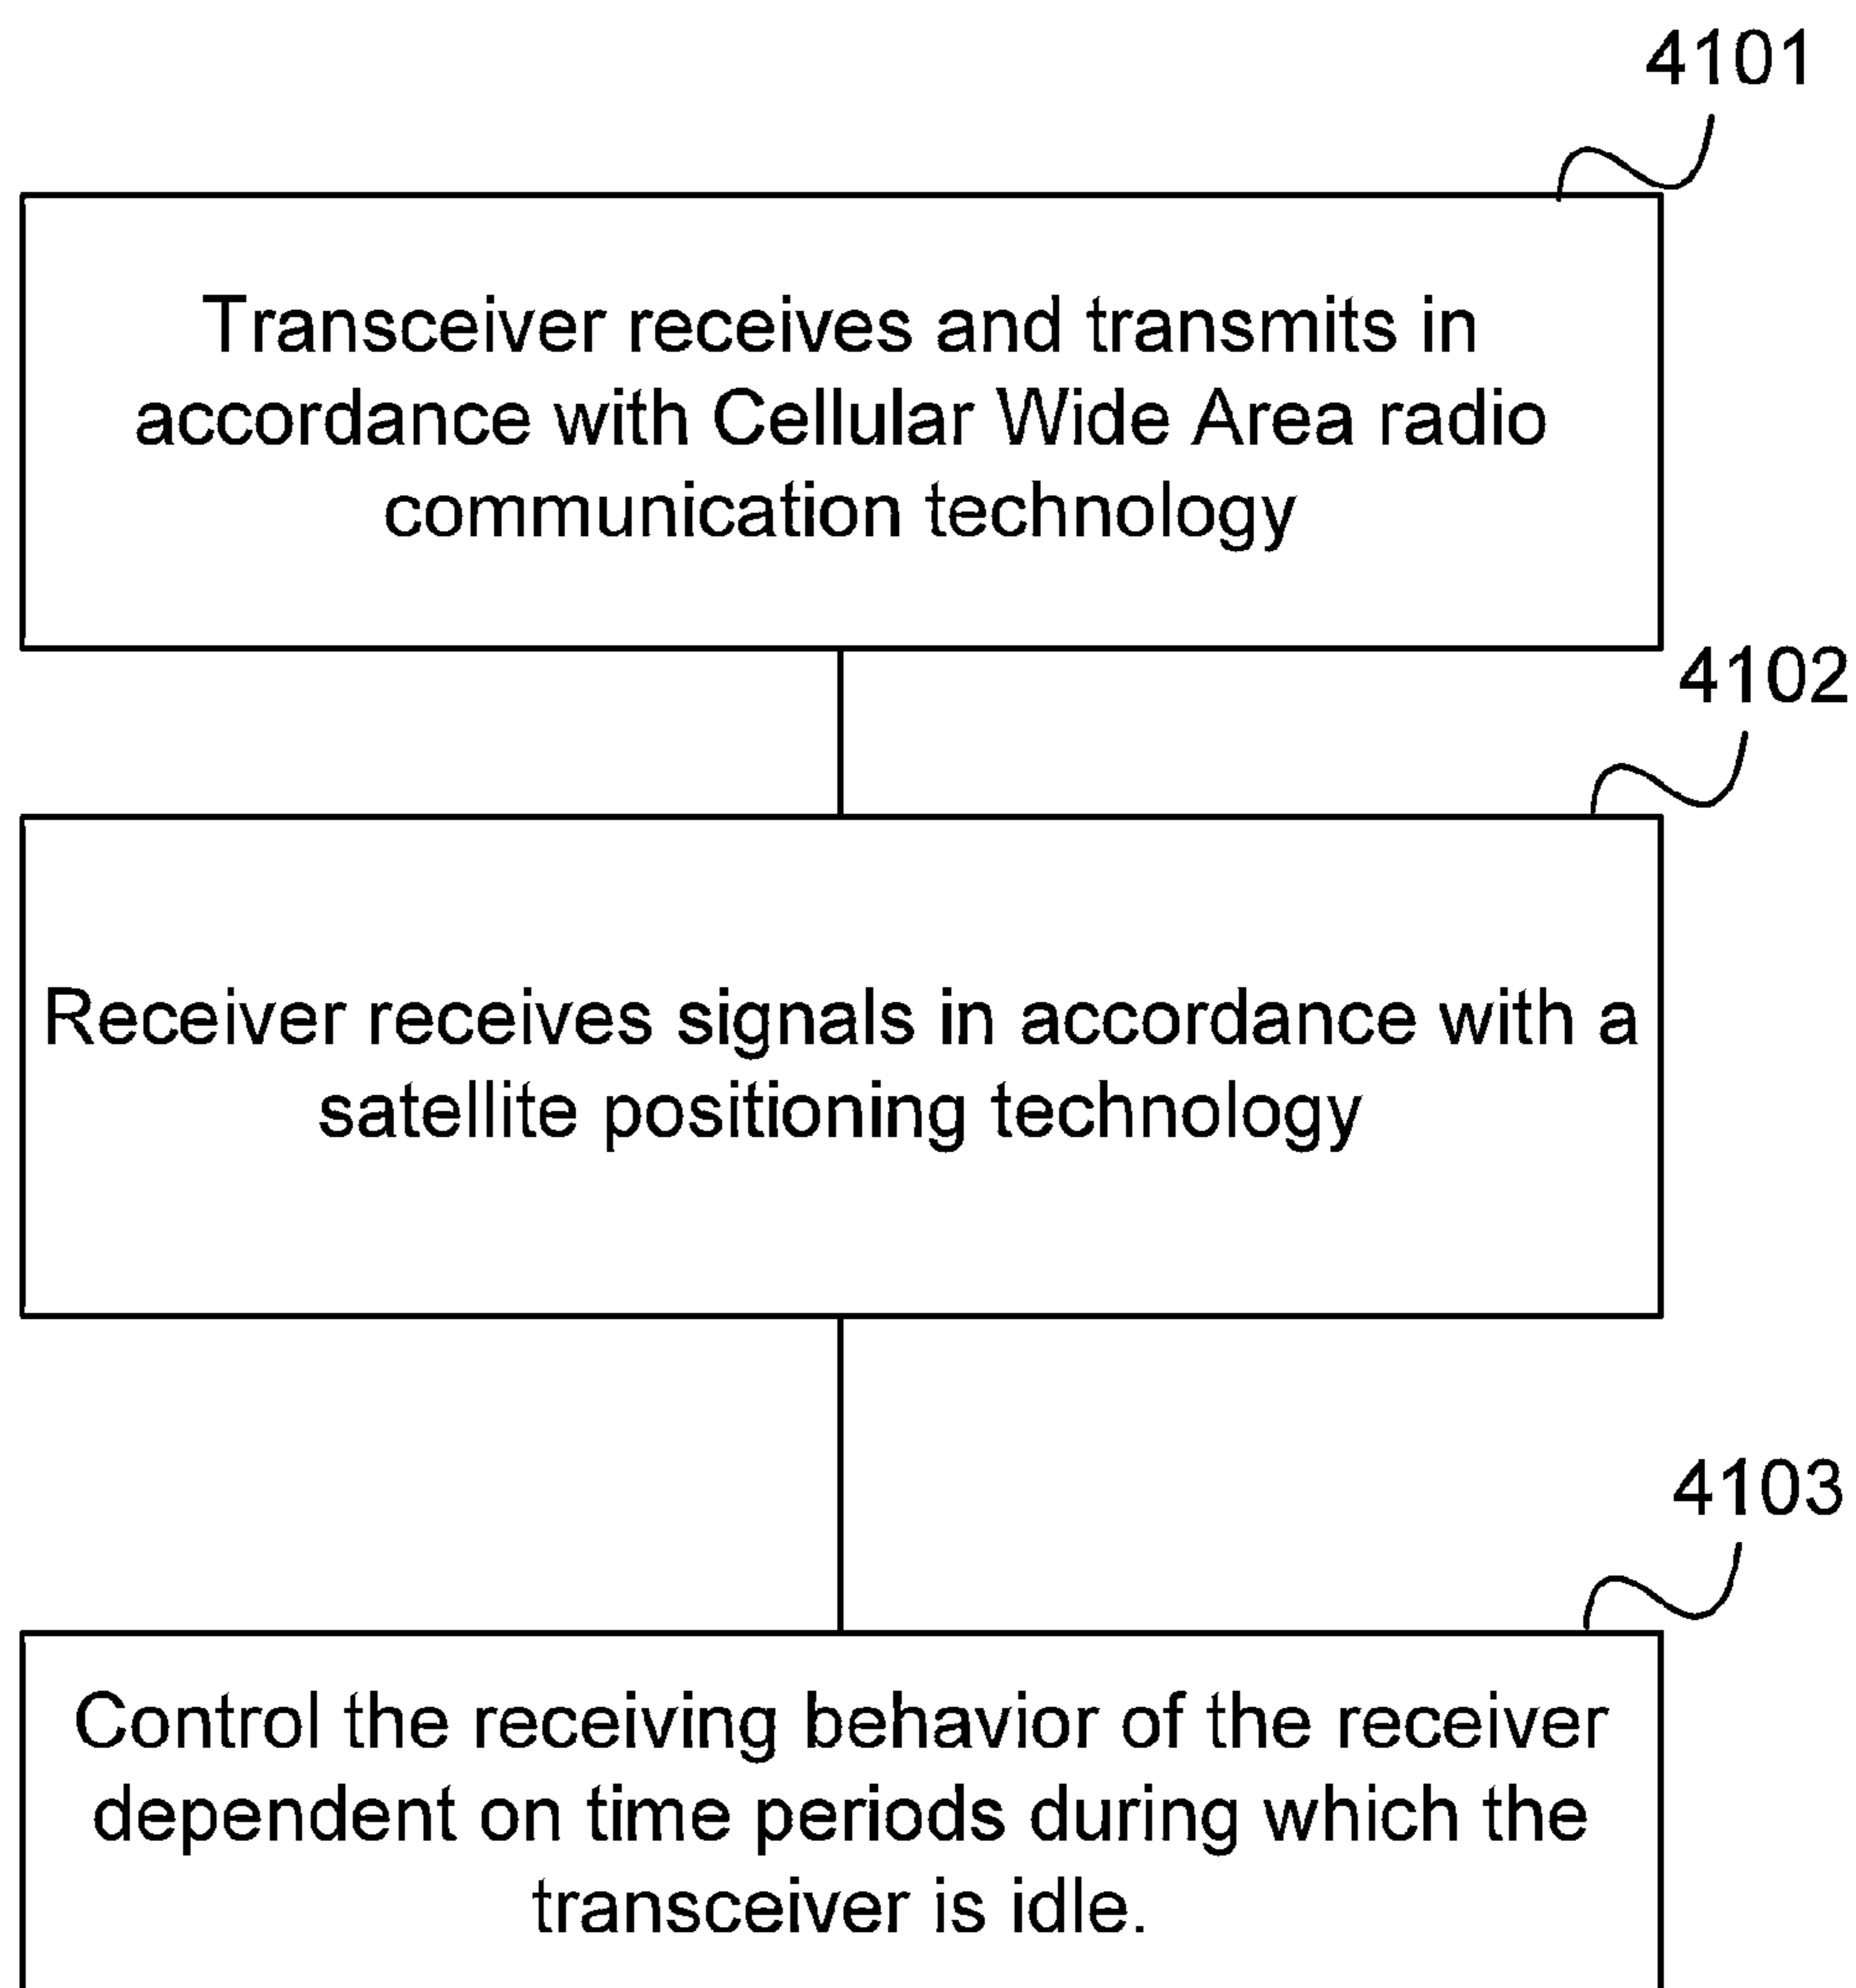 4101
Transceiver receives and transmits in
accordance with Cellular Wide Area radio
communication technology
4102
Receiver receives signals in accordance with a
satellite positioning technology
4103
Control the receiving behavior of the receiver
dependent on time periods during which the
transceiver is idle.